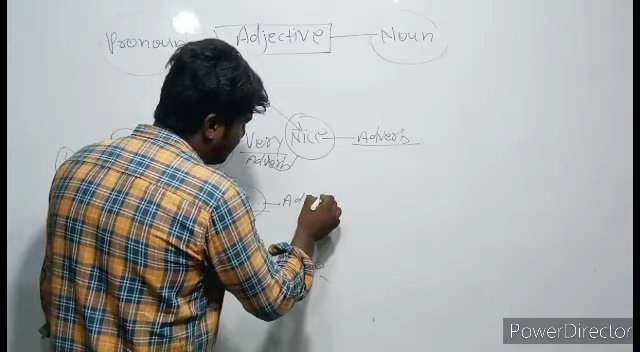 Pronoun Adjective Noun
Very Nice Adverb
Adverb
Ad
PowerDirector